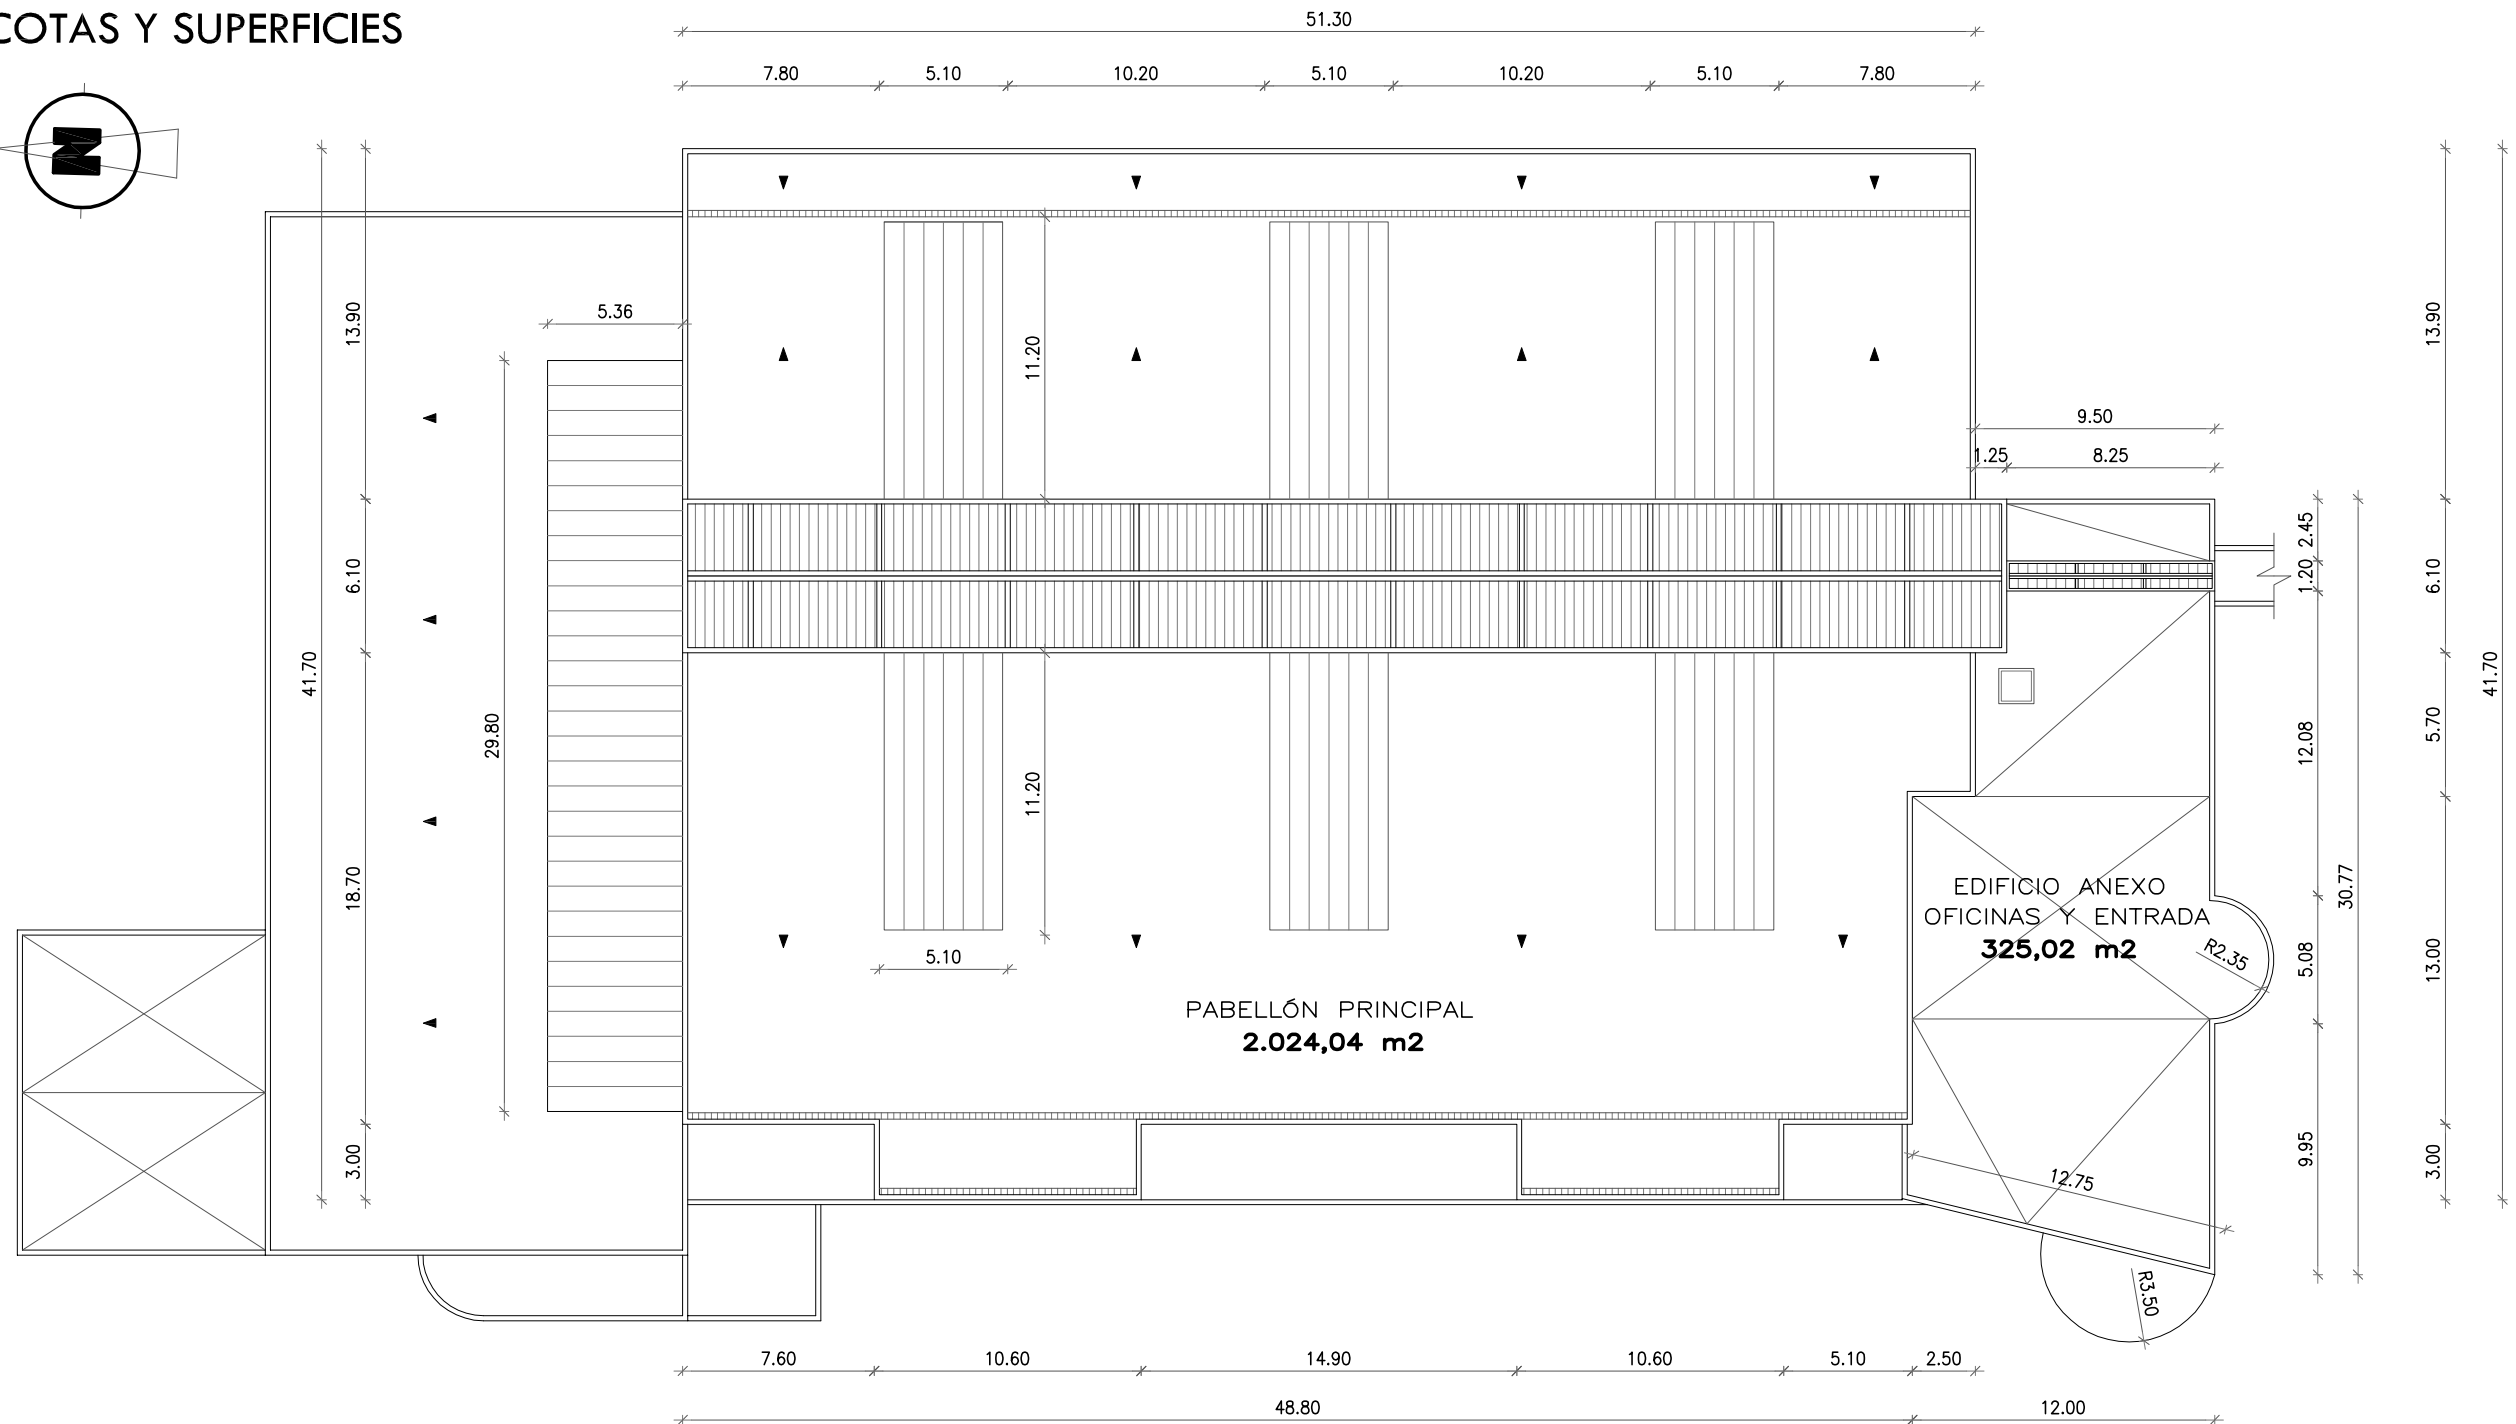 COTAS Y SUPERFICIES
51.30
7.80 5.10 10.20 5.10 10.20 5.10 7.80
N
13.90
5.36
11.20
13.90
9.50
1.25 8.25
2.45
6.10
1.20
6.10
41.70
29.80
11.20
12.08
5.70
41.70
18.70
5.10
EDIFICIO ANEXO
OFICINAS Y ENTRADA
325,02 m2
R2.35
5.08
30.77
13.00
PABELLÓN PRINCIPAL
2.024,04 m2
3.00
12.75
9.95
3.00
R3.50
7.60 10.60 14.90 10.60 5.10 2.50
48.80 12.00